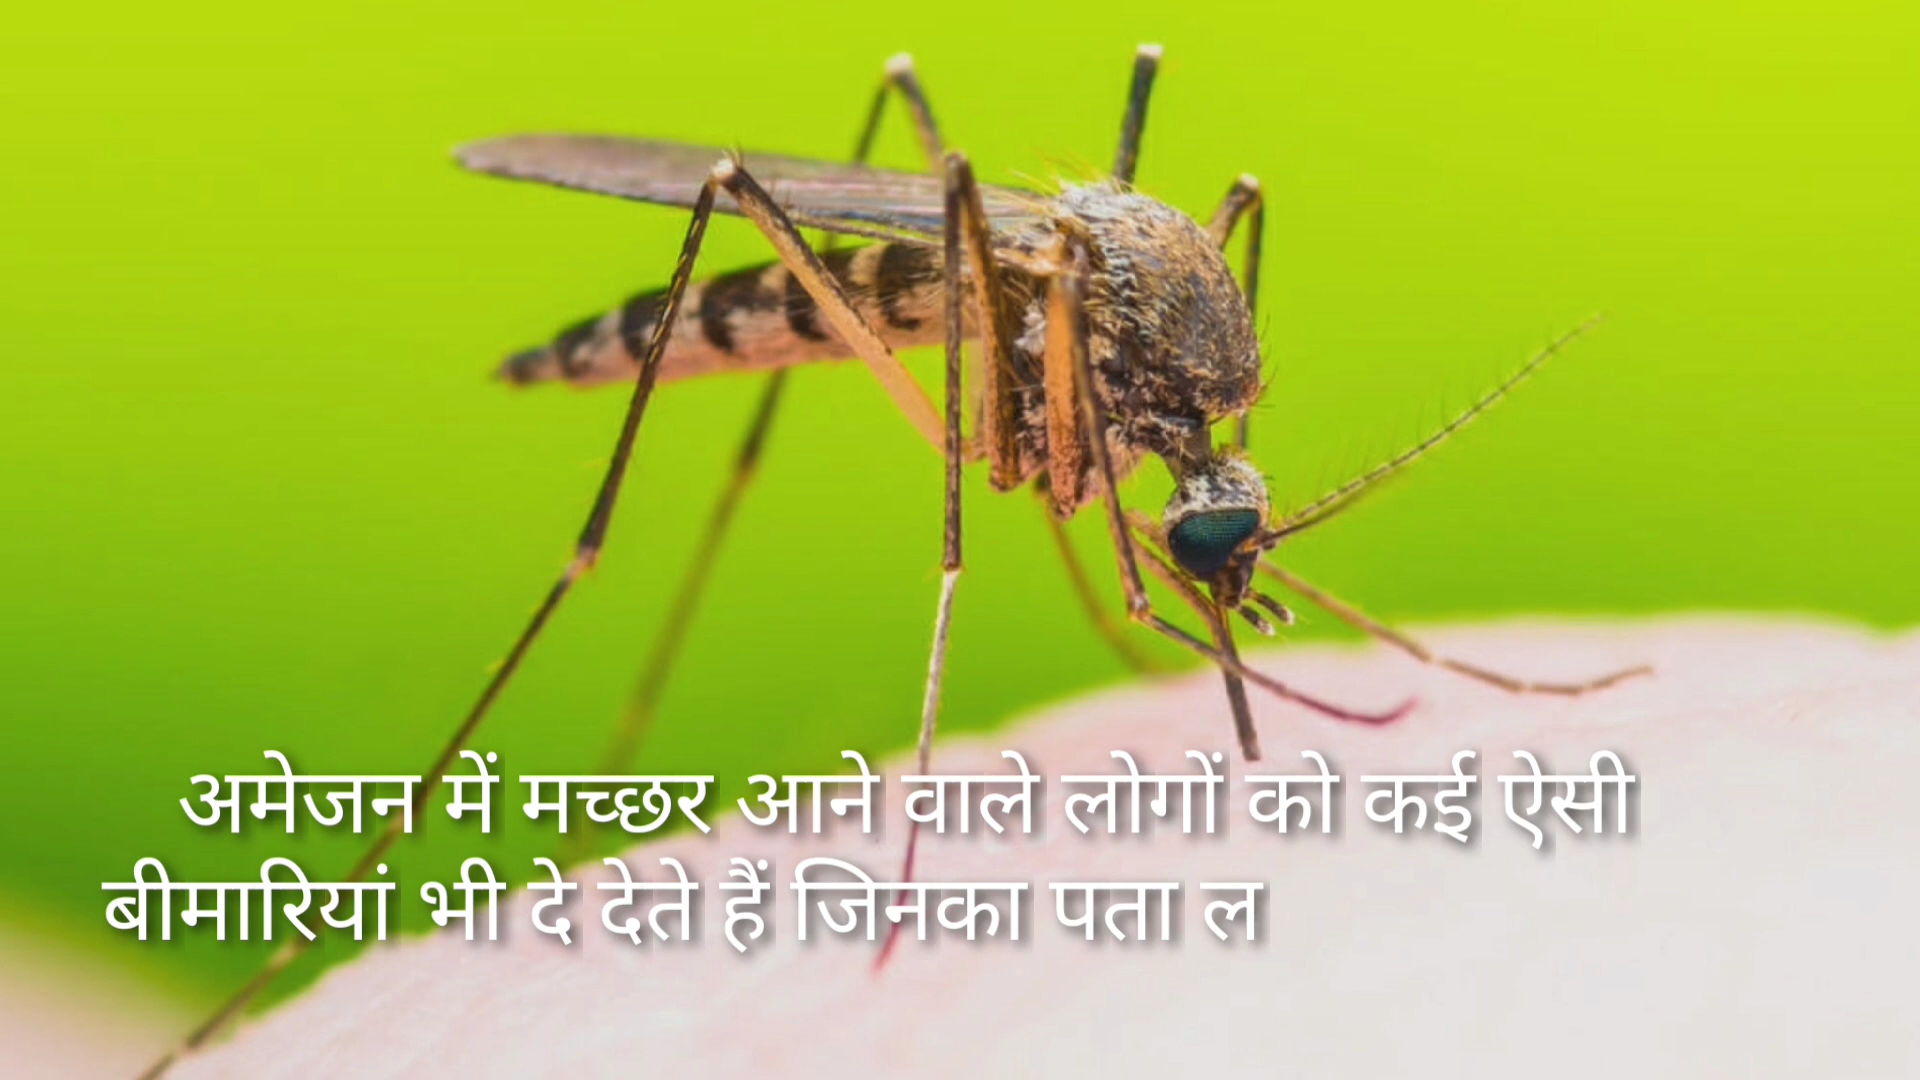 अमेजन में मच्छर आने वाले लोगों को कई ऐसी
बीमारियां भी दे देते हैं जिनका पता ल